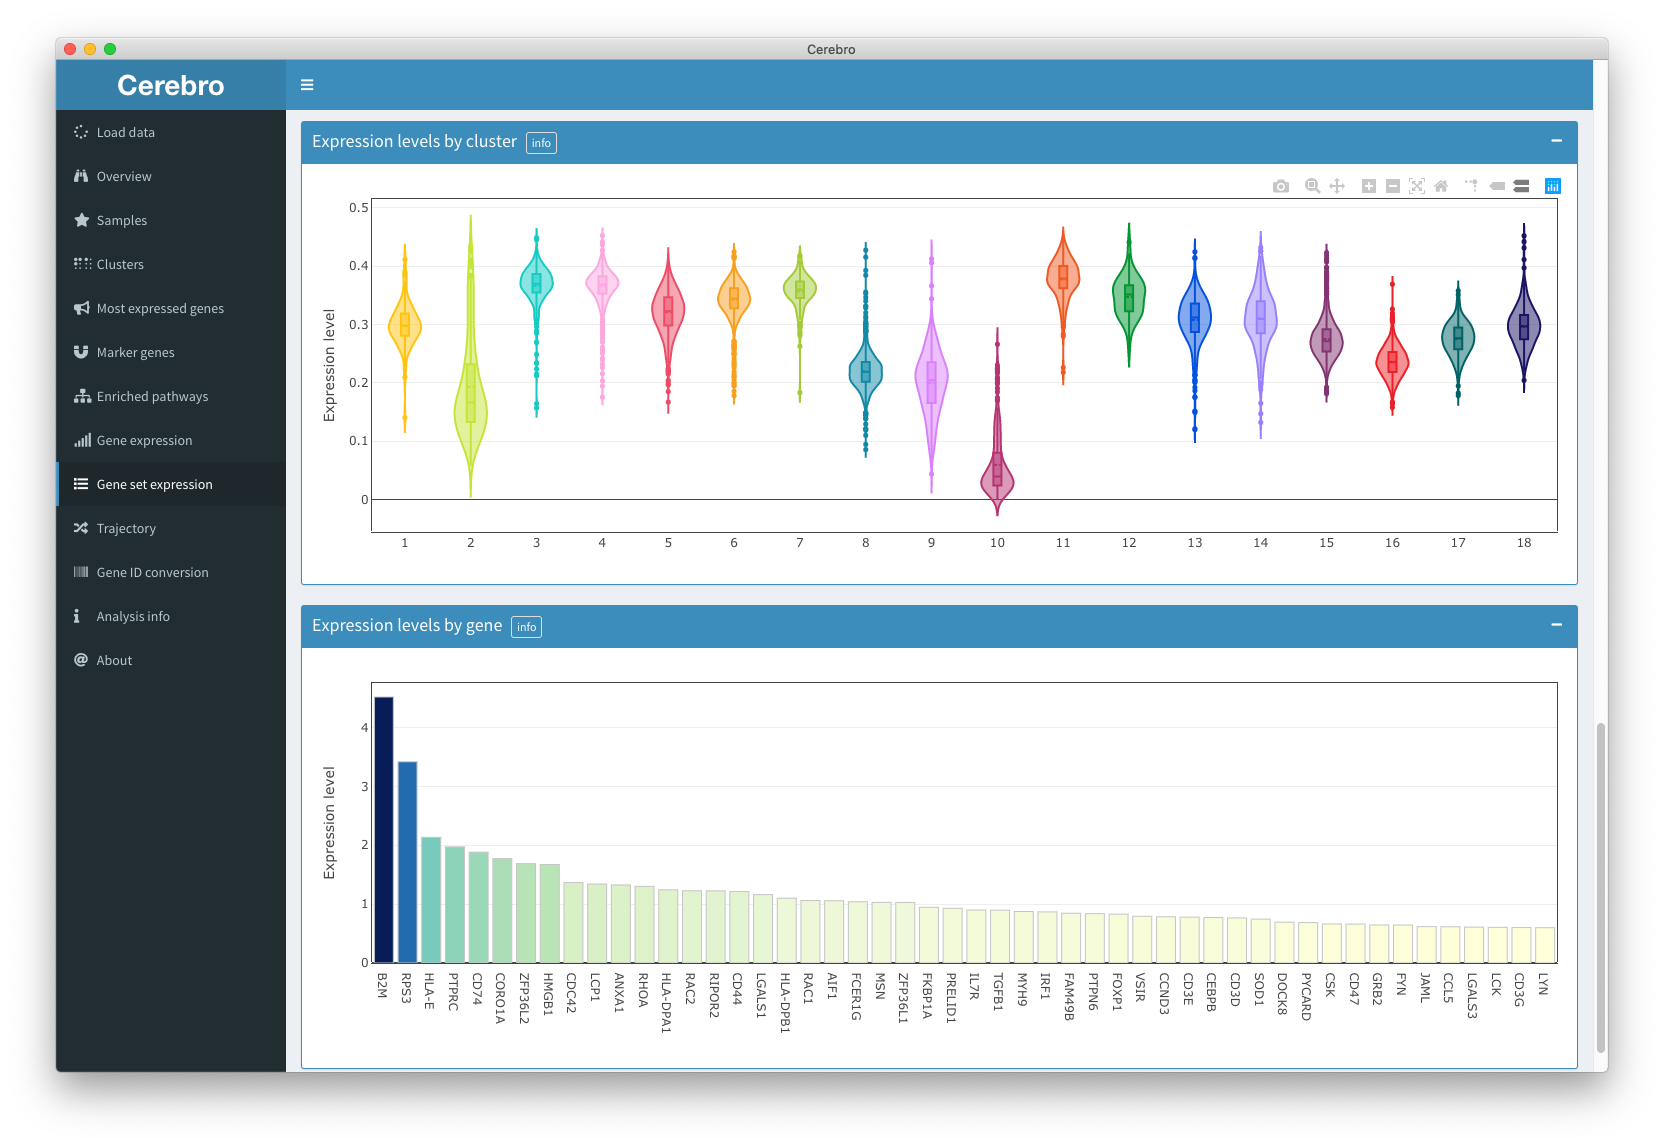 Cerebro
Cerebro
Load data
Overview
Samples
Clusters
Most expressed genes
Marker genes
Enriched pathways
Gene expression
Gene set expression
Trajectory
Gene ID conversion
Analysis info
About
Expression levels by cluster info
Expression level
0.5
0.4
0.3
0.2
0.1
0
1 2 3 4 5 6 7 8 9 10 11 12 13 14 15 16 17 18
Expression levels by gene info
Expression level
4
3
2
1
0
B2M RPS3 HLA-E PTPRC CD74 CORO1A ZFP36L2 HMGB1 CDC42 LCP1 ANXA1 RHOA HLA-DPA1 RAC2 RIPOR2 CD44 LGALS1 HLA-DPB1 RAC1 AIF1 FCER1G MSN ZFP36L1 FKBP1A PRELID1 IL7R TGFB1 MYH9 IRF1 FAM49B PTPN6 FOXP1 VSIR CCND3 CD3E CEBPB CD3D SOD1 DOCK8 PYCARD CSK CD47 GRB2 FYN JAML CCL5 LGALS3 LCK CD3G LYN